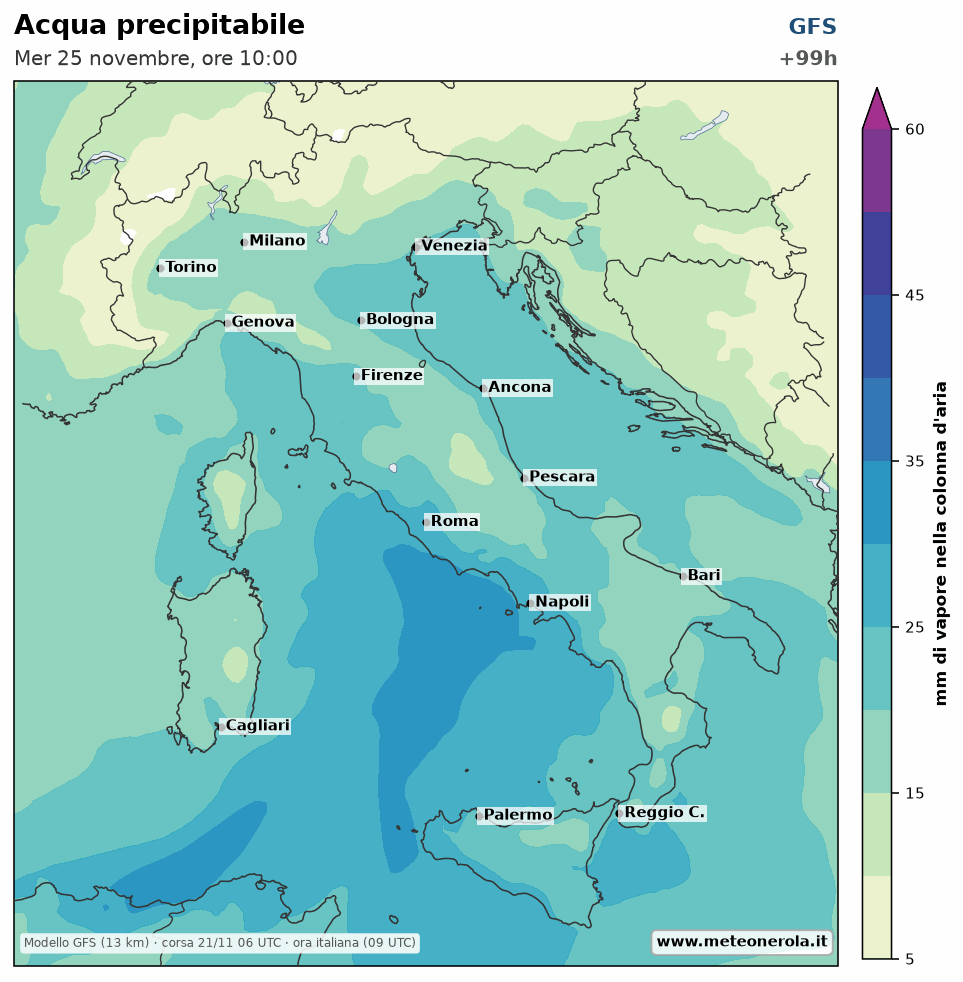 Acqua precipitabile
GFS
Mer 25 novembre, ore 10:00
+99h
60
45
35
25
15
5
mm di vapore nella colonna d'aria
Milano
Venezia
Torino
Genova
Bologna
Firenze
Ancona
Pescara
Roma
Bari
Napoli
Cagliari
Palermo
Reggio C.
Modello GFS (13 km) · corsa 21/11 06 UTC · ora italiana (09 UTC)
www.meteonerola.it